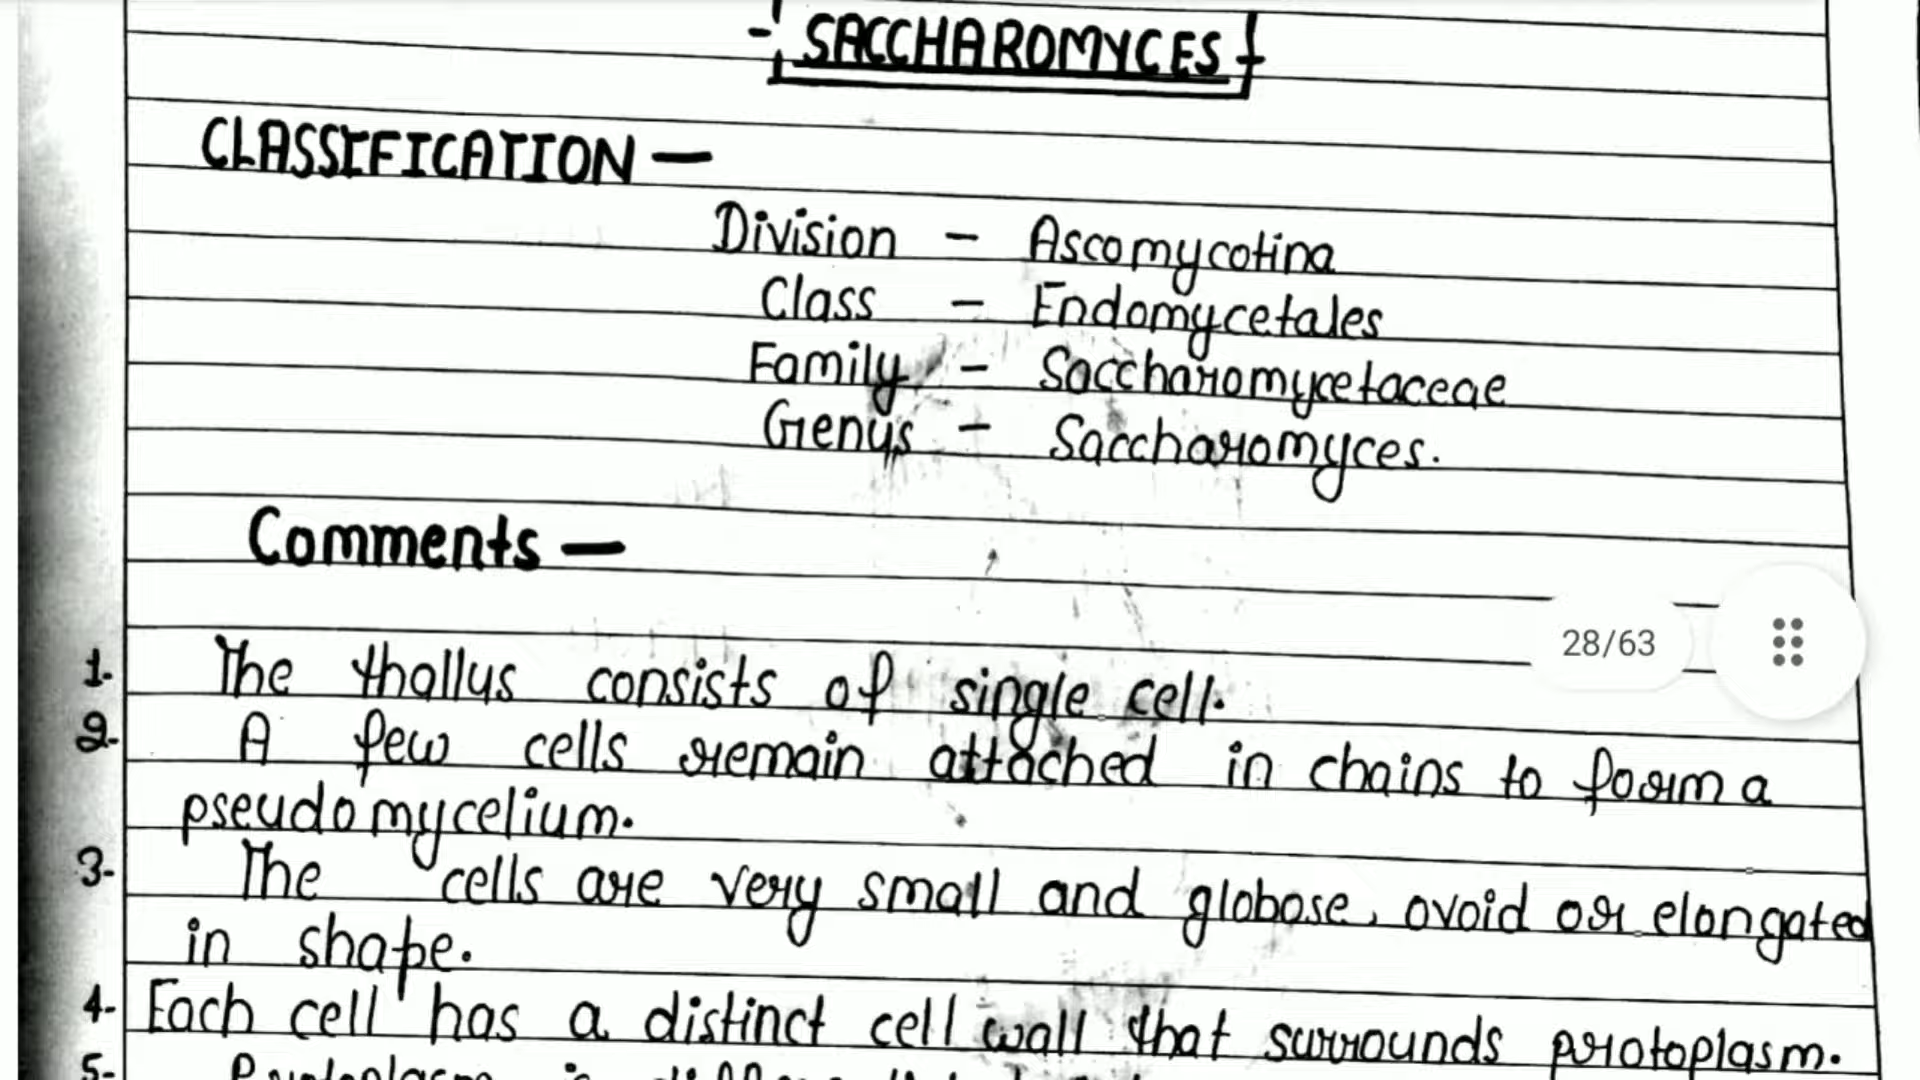 - SACCHAROMYCES -
CLASSIFICATION —
Division - Ascomycotina
Class - Endomycetales
Family - Saccharomycetaceae
Genus - Saccharomyces.
Comments —
28/63
1. The thallus consists of single cell.
2- A few cells remain attached in chains to form a
pseudomycelium.
3- The cells are very small and globose, ovoid or elongated
in shape.
4- Each cell has a distinct cell wall that surrounds protoplasm.
5- Protoplasm is